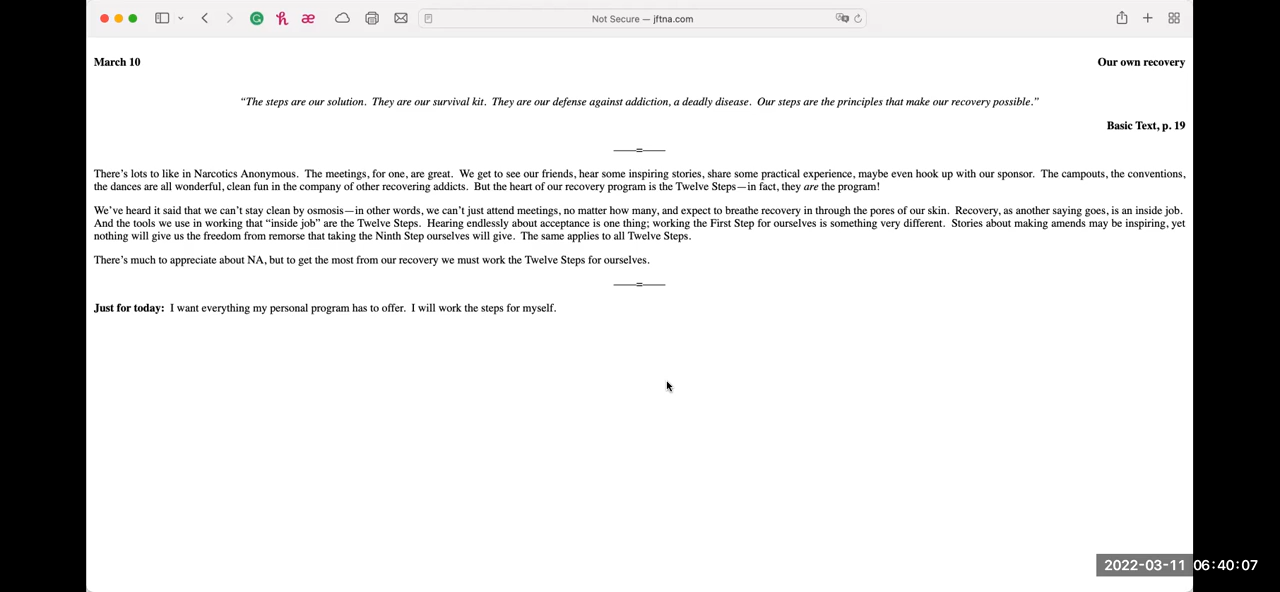 Not Secure — jftna.com
March 10
Our own recovery
“The steps are our solution.  They are our survival kit.  They are our defense against addiction, a deadly disease.  Our steps are the principles that make our recovery possible.”
Basic Text, p. 19
There’s lots to like in Narcotics Anonymous.  The meetings, for one, are great.  We get to see our friends, hear some inspiring stories, share some practical experience, maybe even hook up with our sponsor.  The campouts, the conventions,
the dances are all wonderful, clean fun in the company of other recovering addicts.  But the heart of our recovery program is the Twelve Steps—in fact, they are the program!
We’ve heard it said that we can’t stay clean by osmosis—in other words, we can’t just attend meetings, no matter how many, and expect to breathe recovery in through the pores of our skin.  Recovery, as another saying goes, is an inside job.
And the tools we use in working that “inside job” are the Twelve Steps.  Hearing endlessly about acceptance is one thing; working the First Step for ourselves is something very different.  Stories about making amends may be inspiring, yet
nothing will give us the freedom from remorse that taking the Ninth Step ourselves will give.  The same applies to all Twelve Steps.
There’s much to appreciate about NA, but to get the most from our recovery we must work the Twelve Steps for ourselves.
Just for today:  I want everything my personal program has to offer.  I will work the steps for myself.
2022-03-11 06:40:07